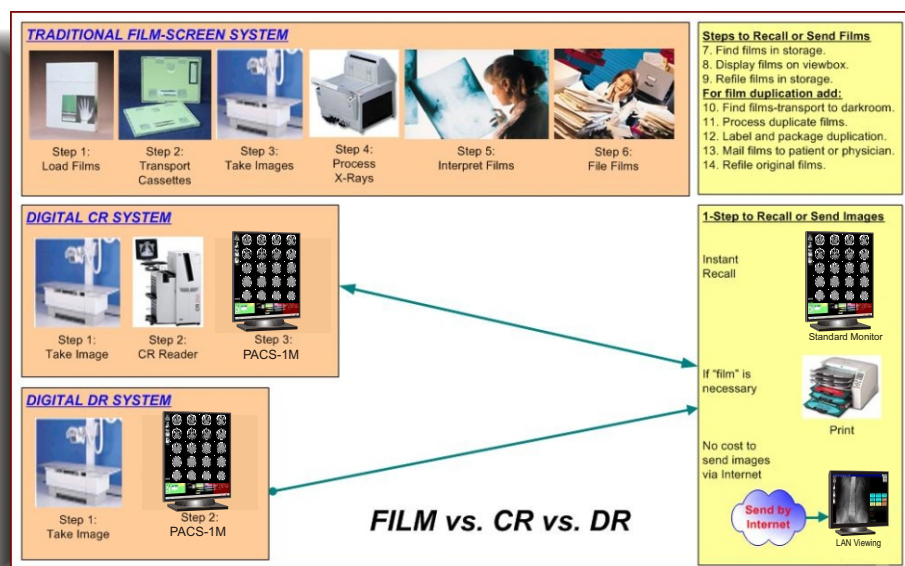 TRADITIONAL FILM-SCREEN SYSTEM
Step 1:
Load Films
Step 2:
Transport
Cassettes
Step 3:
Take Images
Step 4:
Process
X-Rays
Step 5:
Interpret Films
Step 6:
File Films
Steps to Recall or Send Films
7. Find films in storage.
8. Display films on viewbox.
9. Refile films in storage.
For film duplication add:
10. Find films-transport to darkroom.
11. Process duplicate films.
12. Label and package duplication.
13. Mail films to patient or physician.
14. Refile original films.
DIGITAL CR SYSTEM
Step 1:
Take Image
Step 2:
CR Reader
Step 3:
PACS-1M
1-Step to Recall or Send Images
Instant
Recall
Standard Monitor
If "film" is
necessary
Print
No cost to
send images
via Internet
Send by
Internet
LAN Viewing
DIGITAL DR SYSTEM
Step 1:
Take Image
Step 2:
PACS-1M
FILM vs. CR vs. DR